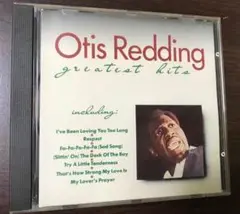 Otis Redding
greatest hits
including:
I've Been Loving You Too Long
Respect
Fa-Fa-Fa-Fa-Fa (Sad Song)
(Sittin' On) The Dock Of The Bay
Try A Little Tenderness
That's How Strong My Love Is
My Lover's Prayer